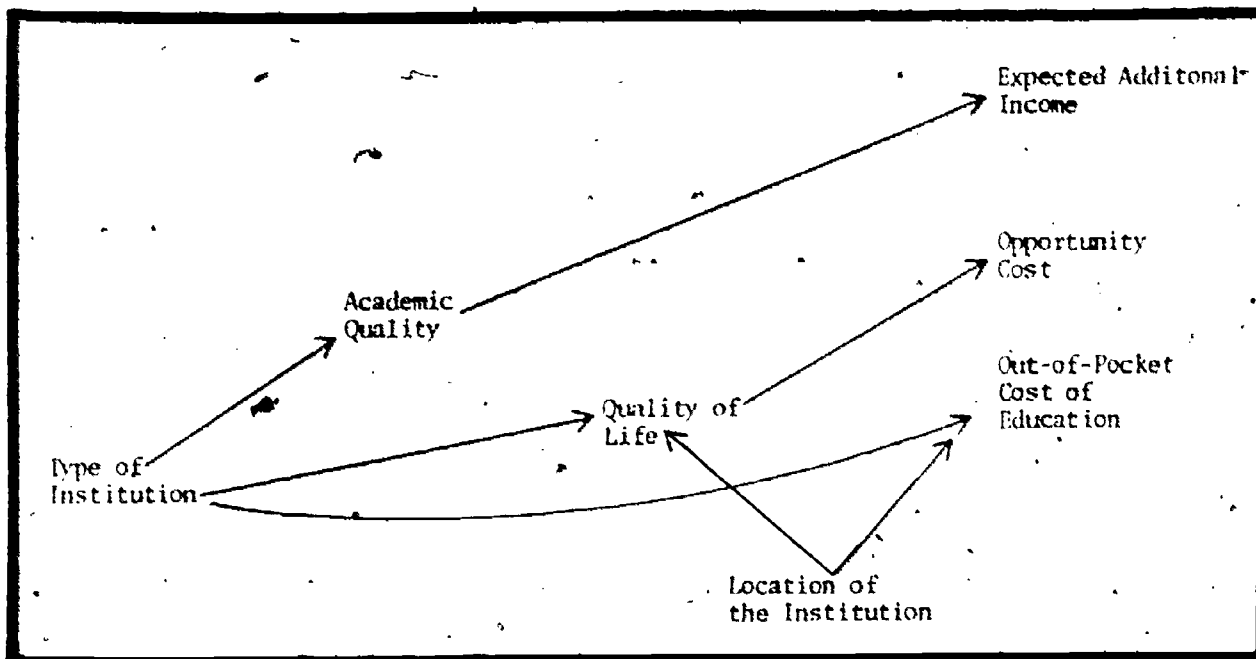 Expected Additonal
Income
Opportunity
Cost
Academic
Quality
Out-of-Pocket
Cost of
Education
Quality of
Life
Type of
Institution
Location of
the Institution